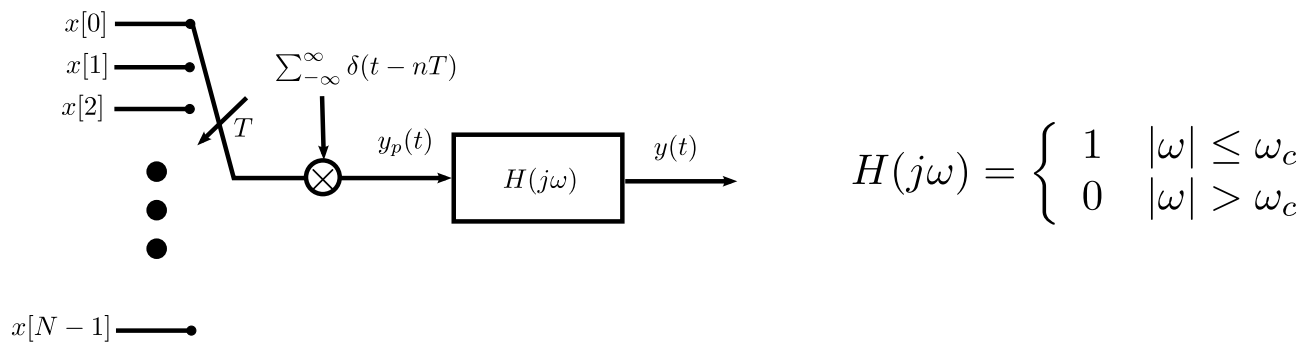 x[0]
x[1]
x[2]
∑_{-∞}^{∞} δ(t − nT)
T
y_p(t)
H(jω)
y(t)
x[N − 1]
H(jω) = { 1 |ω| ≤ ω_c
0 |ω| > ω_c